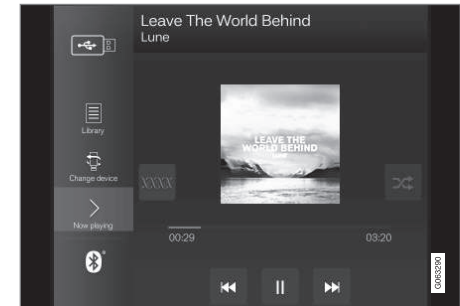 Leave The World Behind
Lune
Library
Change device
Now playing
LEAVE THE
WORLD BEHIND
LUNE
XXXX
00:29
03:20
G063290